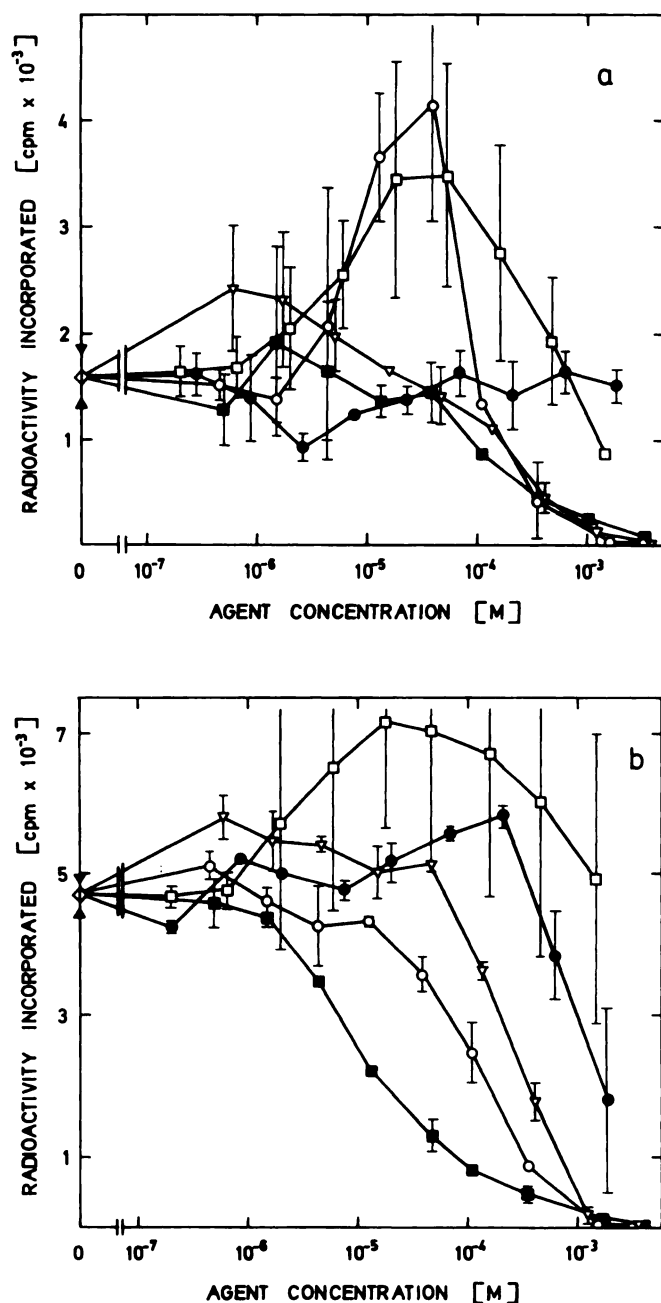 a
RADIOACTIVITY INCORPORATED [cpm x 10⁻³]
4
3
2
1
0 10⁻⁷ 10⁻⁶ 10⁻⁵ 10⁻⁴ 10⁻³
AGENT CONCENTRATION [M]
b
RADIOACTIVITY INCORPORATED [cpm x 10⁻³]
7
5
3
1
0 10⁻⁷ 10⁻⁶ 10⁻⁵ 10⁻⁴ 10⁻³
AGENT CONCENTRATION [M]